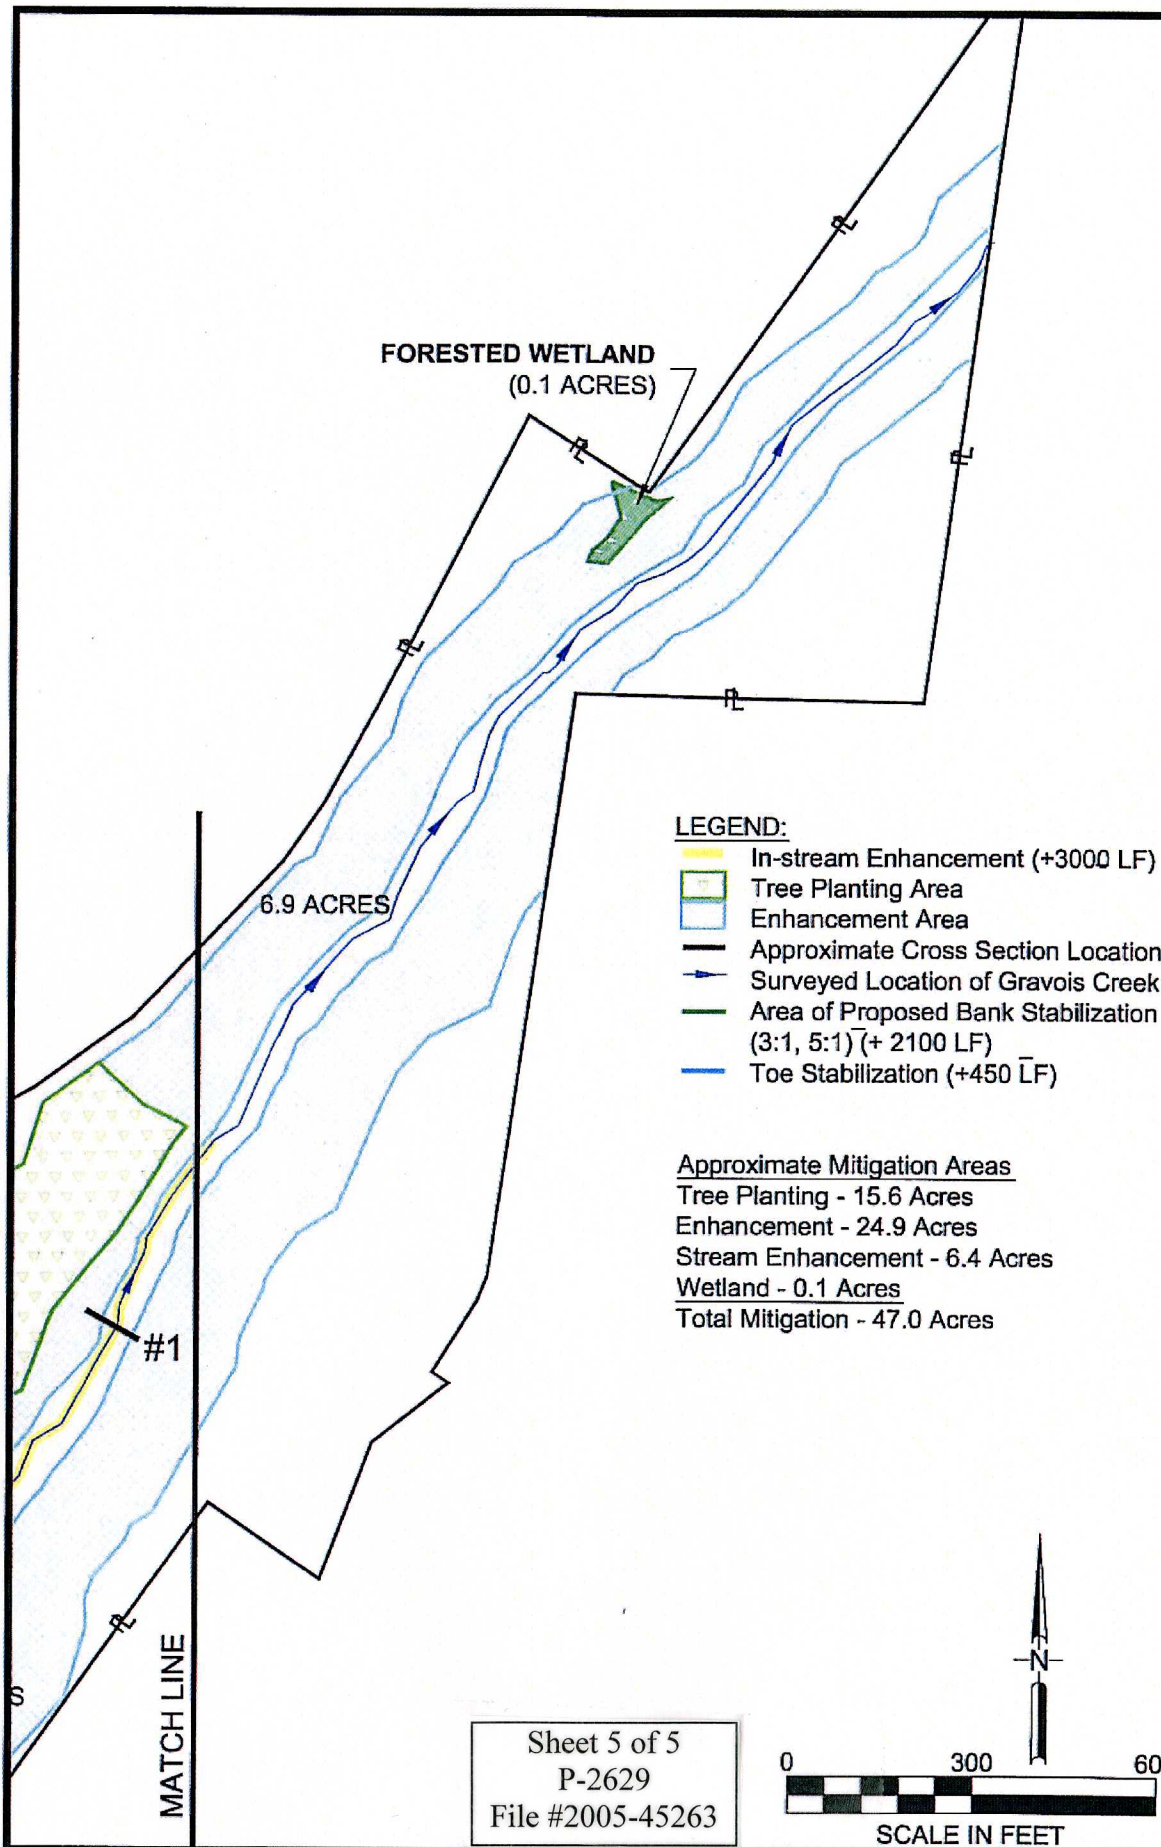 FORESTED WETLAND
(0.1 ACRES)
PL
PL
PL
PL
PL
6.9 ACRES
LEGEND:
In-stream Enhancement (+3000 LF)
Tree Planting Area
Enhancement Area
Approximate Cross Section Location
Surveyed Location of Gravois Creek
Area of Proposed Bank Stabilization
(3:1, 5:1) (+ 2100 LF)
Toe Stabilization (+450 LF)
Approximate Mitigation Areas
Tree Planting - 15.6 Acres
Enhancement - 24.9 Acres
Stream Enhancement - 6.4 Acres
Wetland - 0.1 Acres
Total Mitigation - 47.0 Acres
#1
PL
S
MATCH LINE
N
Sheet 5 of 5
P-2629
File #2005-45263
0 300 60
SCALE IN FEET